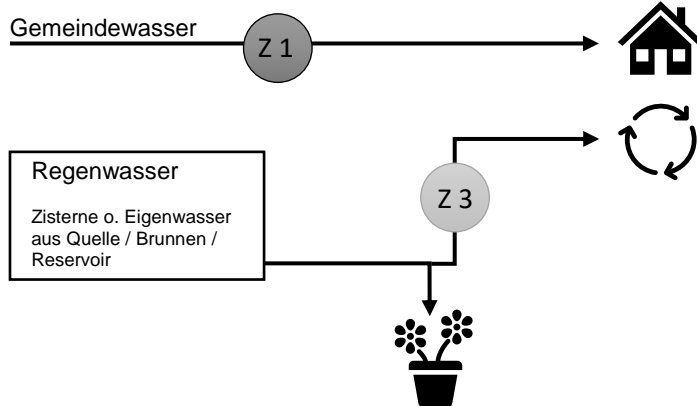 Gemeindewasser
Z 1
Regenwasser
Z 3
Zisterne o. Eigenwasser
aus Quelle / Brunnen /
Reservoir